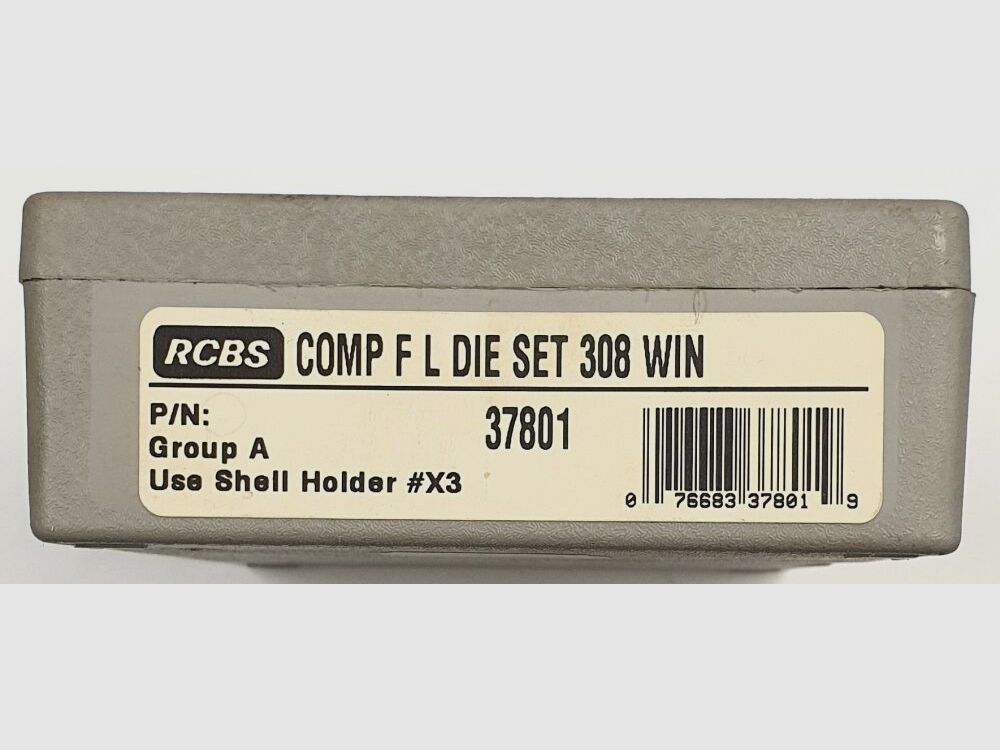 RCBS COMP F L DIE SET 308 WIN
P/N: 37801
Group A
Use Shell Holder #X3
0 76683 37801 9